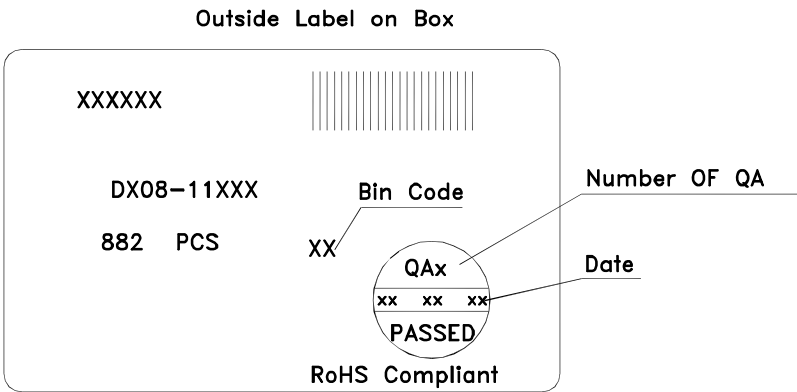 Outside Label on Box
XXXXXX
DX08-11XXX
Bin Code
Number OF QA
882 PCS
XX
QAx
Date
xx xx xx
PASSED
RoHS Compliant